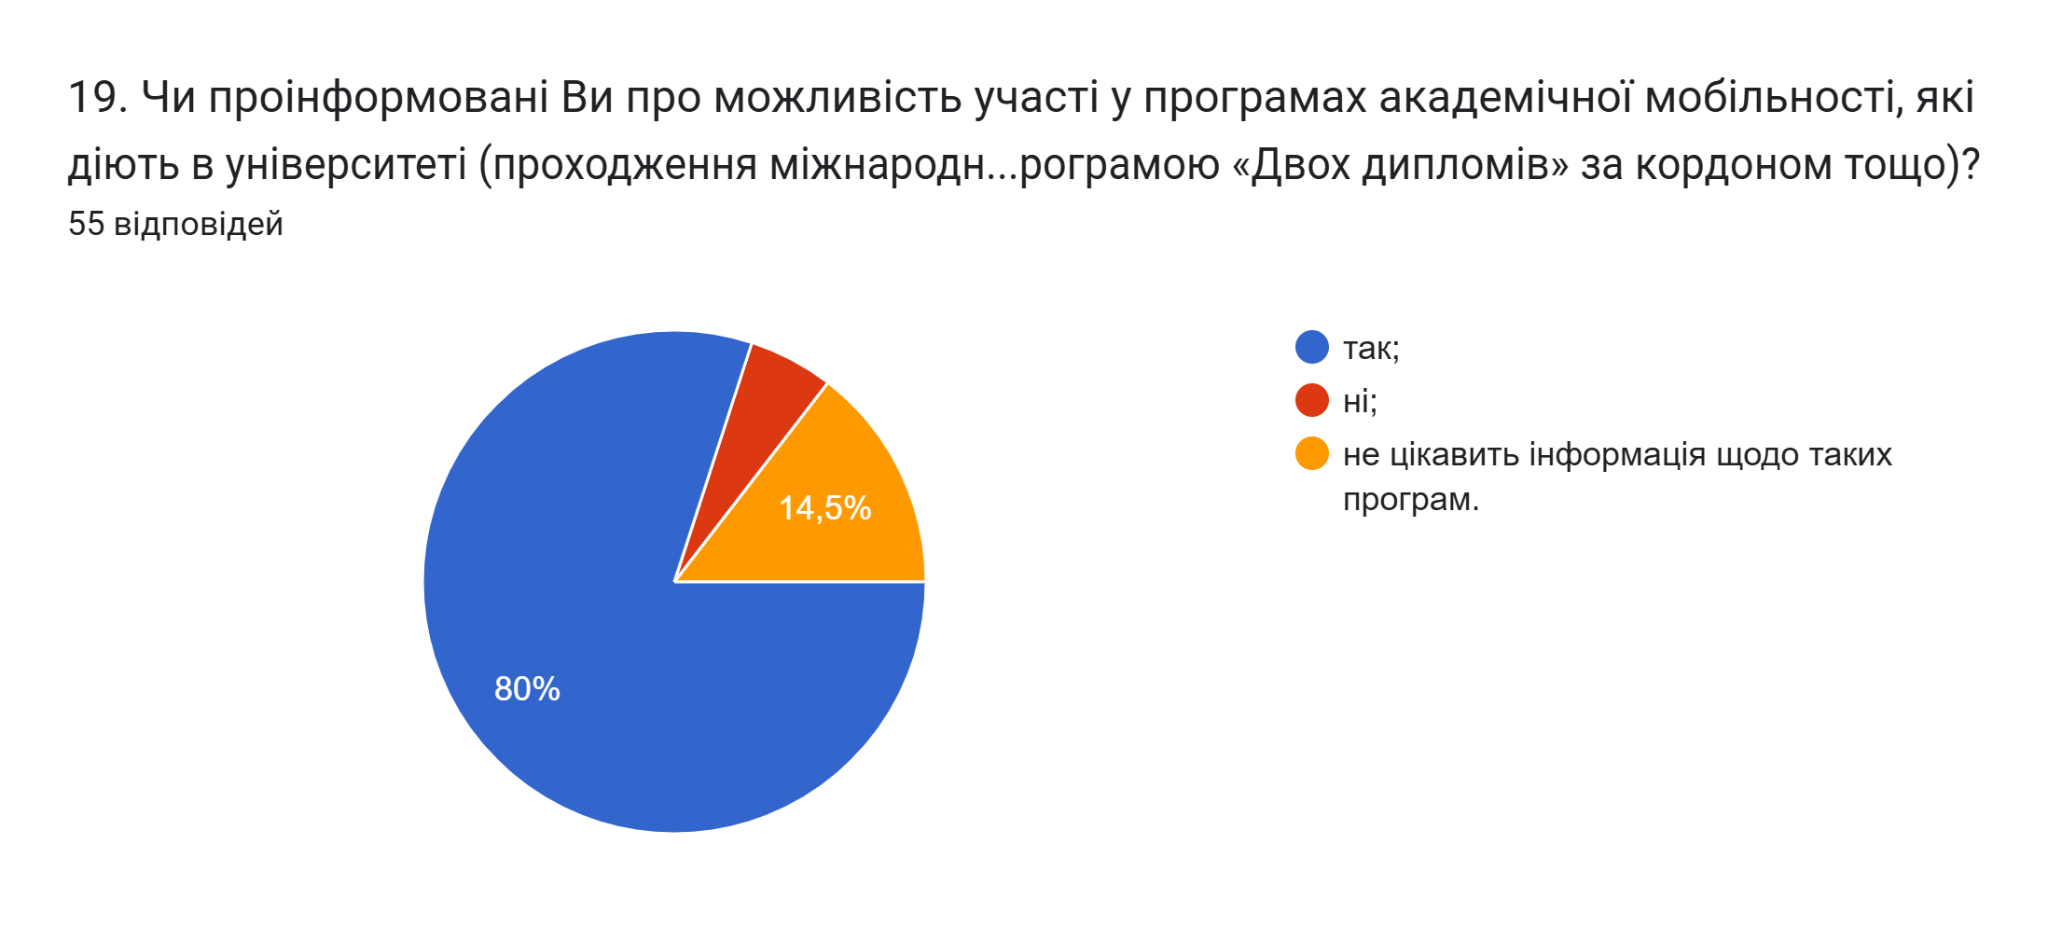 19. Чи проінформовані Ви про можливість участі у програмах академічної мобільності, які
діють в університеті (проходження міжнародн...рограмою «Двох дипломів» за кордоном тощо)?
55 відповідей
так;
ні;
не цікавить інформація щодо таких
програм.
14,5%
80%